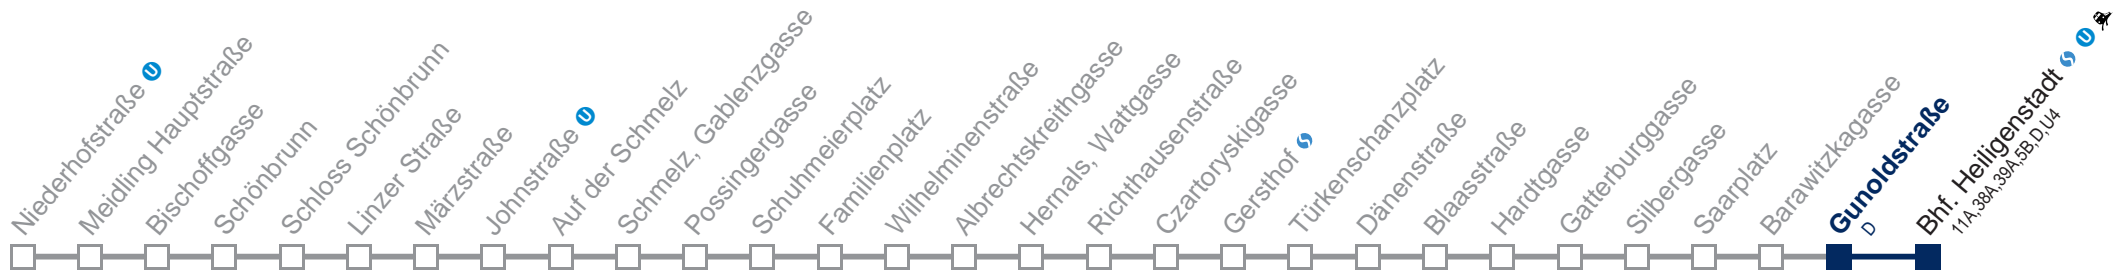 Niederhofstraße U
Meidling Hauptstraße
Bischoffgasse
Schönbrunn
Schloss Schönbrunn
Linzer Straße
Märzstraße
Johnstraße U
Auf der Schmelz
Schmelz, Gablenzgasse
Possingergasse
Schuhmeierplatz
Familienplatz
Wilhelminenstraße
Albrechtskreithgasse
Hernals, Wattgasse
Richthausenstraße
Czartoryskigasse
Gersthof
Türkenschanzplatz
Dänenstraße
Blaasstraße
Hardtgasse
Gatterburggasse
Silbergasse
Saarplatz
Barawitzkagasse
Gunoldstraße
D
Bhf. Heiligenstadt U
11A,38A,39A,5B,D,U4